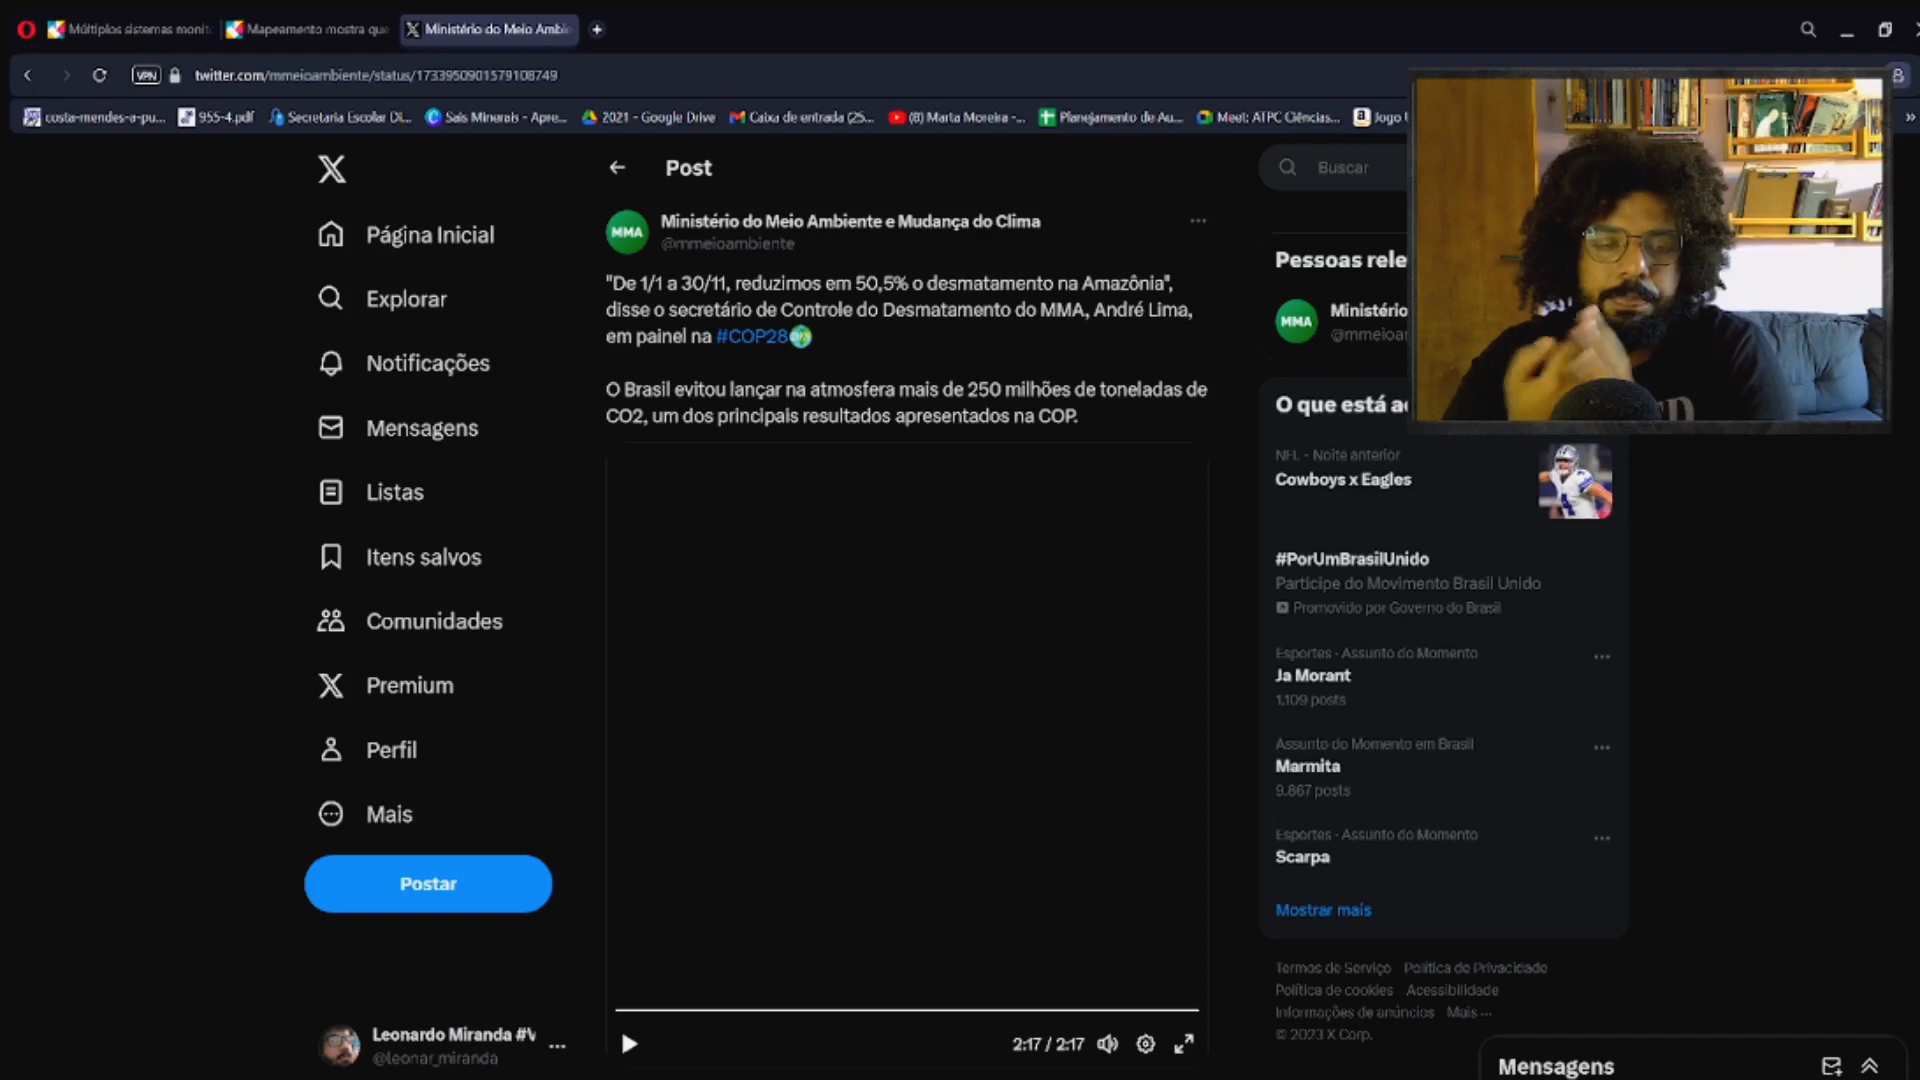 Múltiplos sistemas monit
Mapeamento mostra que
Ministério do Meio Ambi
VPN
twitter.com/mmeioambiente/status/1733950901579108749
costa-mendes-a-pu...
955-4.pdf
Secretaria Escolar Di...
Sais Minerais - Apre...
2021 - Google Drive
Caixa de entrada (25...
(8) Marta Moreira -...
Planejamento de Au...
Meet: ATPC Ciências...
Jogo
Página Inicial
Explorar
Notificações
Mensagens
Listas
Itens salvos
Comunidades
Premium
Perfil
Mais
Postar
Leonardo Miranda #V
@leonar_miranda
Post
MMA
Ministério do Meio Ambiente e Mudança do Clima
@mmeioambiente
"De 1/1 a 30/11, reduzimos em 50,5% o desmatamento na Amazônia",
disse o secretário de Controle do Desmatamento do MMA, André Lima,
em painel na #COP28
O Brasil evitou lançar na atmosfera mais de 250 milhões de toneladas de
CO2, um dos principais resultados apresentados na COP.
2:17 / 2:17
Buscar
Pessoas rele
MMA
Ministério
@mmeioa
O que está a
NFL · Noite anterior
Cowboys x Eagles
#PorUmBrasilUnido
Participe do Movimento Brasil Unido
Promovido por Governo do Brasil
Esportes · Assunto do Momento
Ja Morant
1.109 posts
Assunto do Momento em Brasil
Marmita
9.867 posts
Esportes · Assunto do Momento
Scarpa
Mostrar mais
Termos de Serviço Política de Privacidade
Política de cookies Acessibilidade
Informações de anúncios Mais ...
© 2023 X Corp.
Mensagens